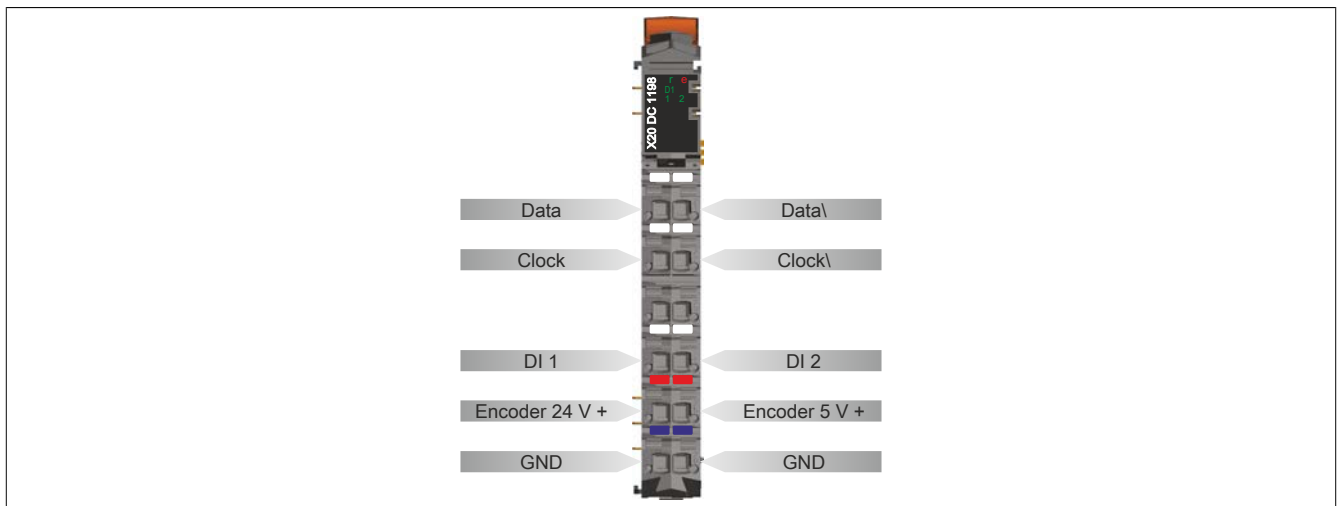 X20 DC 1198
r e
D1
1 2
Data Data\
Clock Clock\
DI 1 DI 2
Encoder 24 V + Encoder 5 V +
GND GND